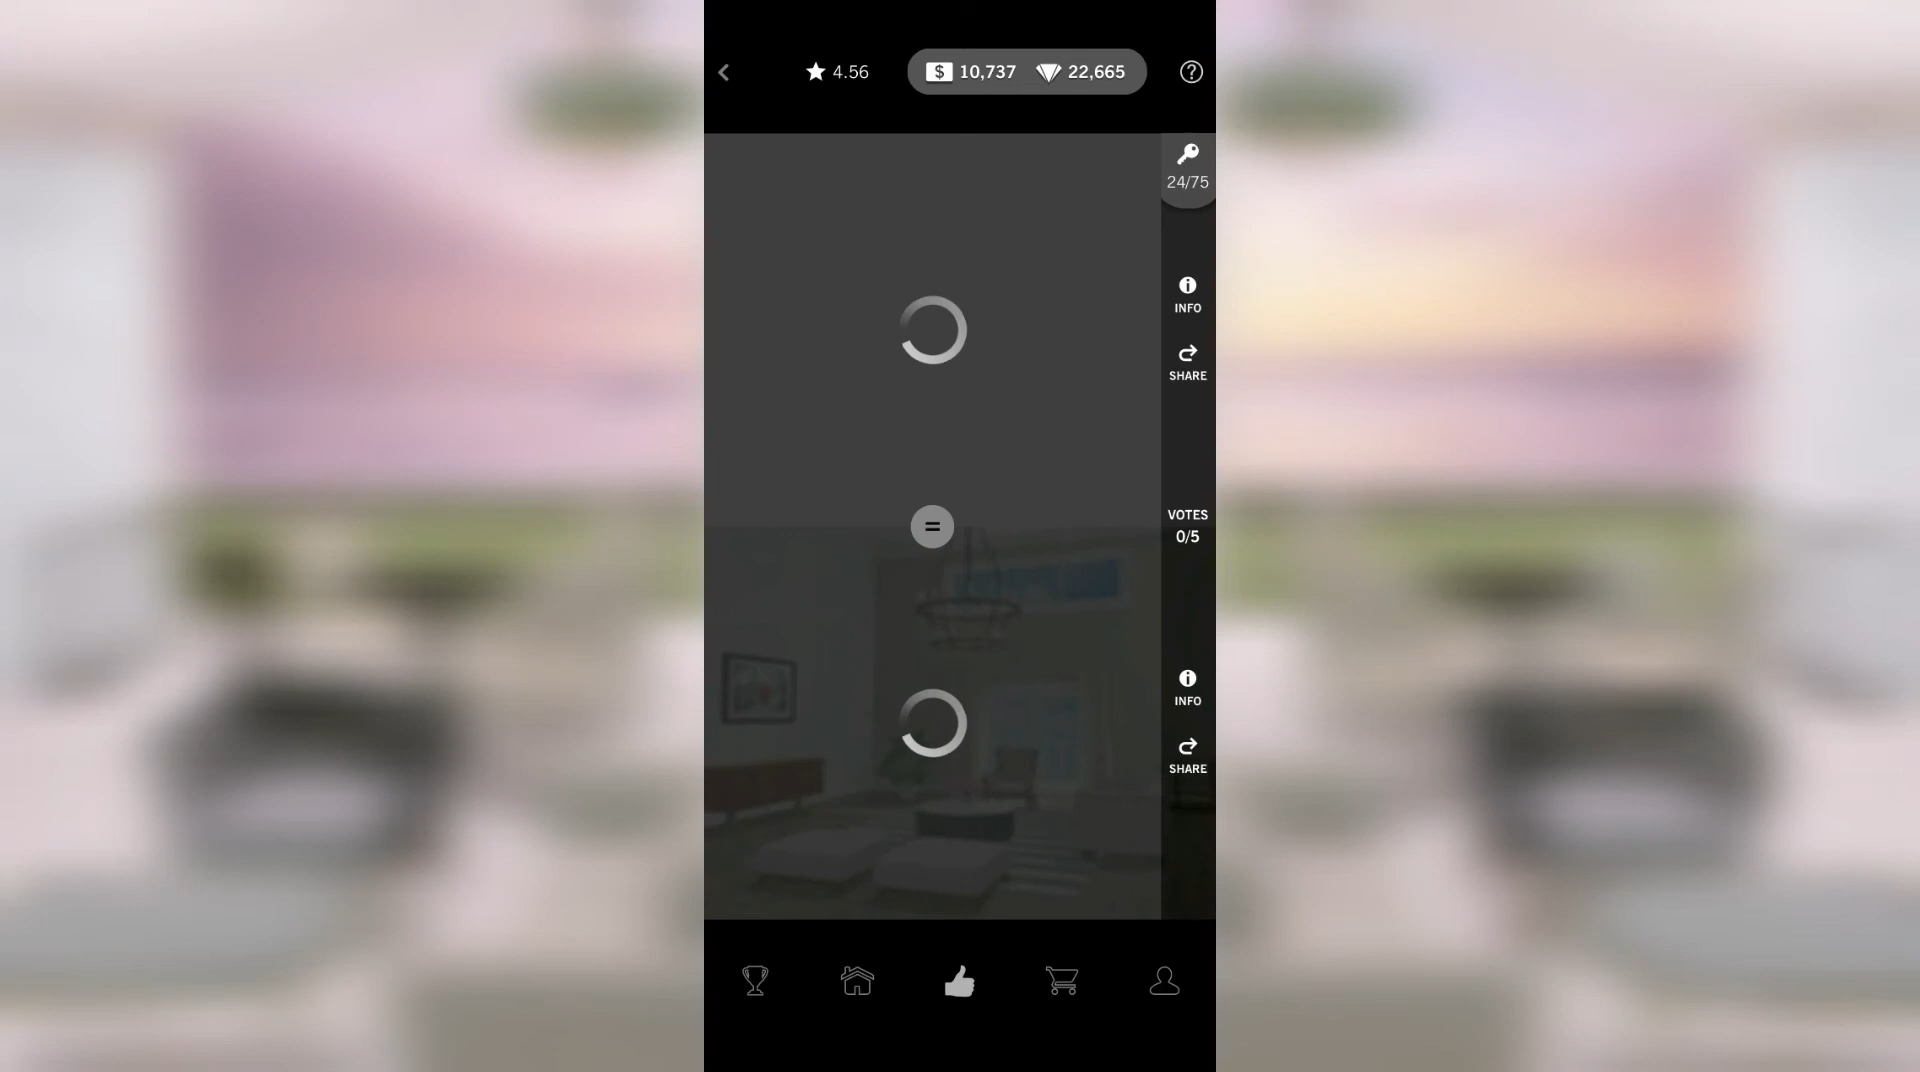 4.56
$ 10,737
22,665
?
24/75
INFO
SHARE
=
VOTES
0/5
INFO
SHARE